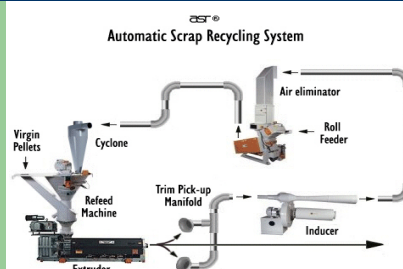 asr ®
Automatic Scrap Recycling System
Air eliminator
Virgin
Pellets
Cyclone
Roll
Feeder
Refeed
Machine
Trim Pick-up
Manifold
Inducer
Extruder